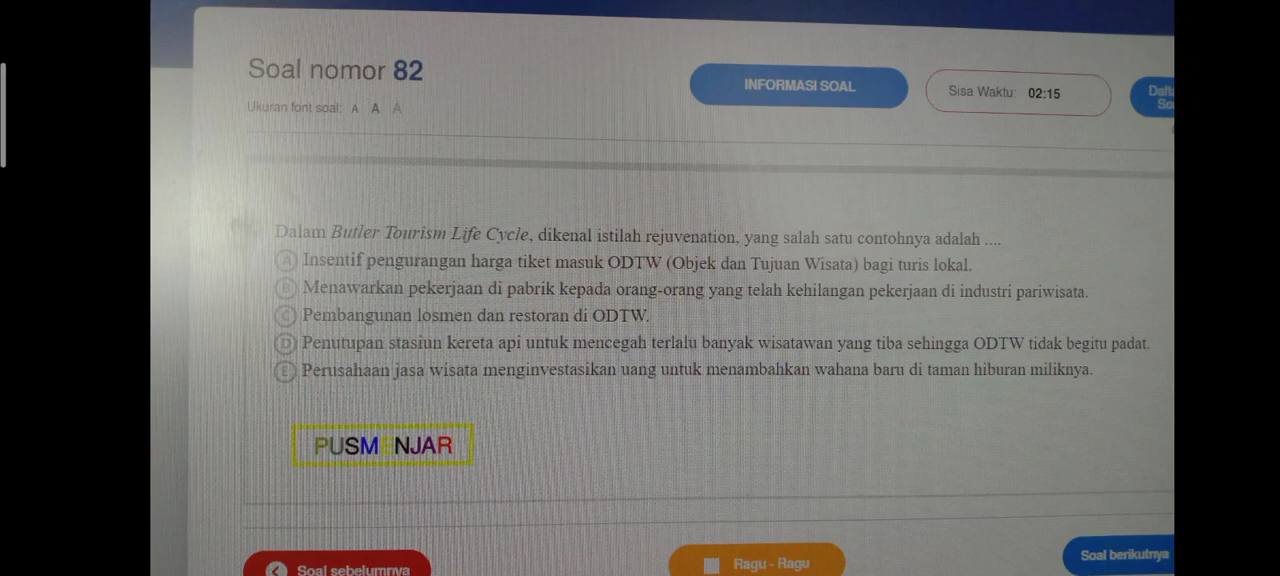 Soal nomor 82
INFORMASI SOAL
Sisa Waktu: 02:15
Ukuran font soal: A A A
Dalam Butler Tourism Life Cycle, dikenal istilah rejuvenation, yang salah satu contohnya adalah ....
A Insentif pengurangan harga tiket masuk ODTW (Objek dan Tujuan Wisata) bagi turis lokal.
B Menawarkan pekerjaan di pabrik kepada orang-orang yang telah kehilangan pekerjaan di industri pariwisata.
C Pembangunan losmen dan restoran di ODTW.
D Penutupan stasiun kereta api untuk mencegah terlalu banyak wisatawan yang tiba sehingga ODTW tidak begitu padat.
E Perusahaan jasa wisata menginvestasikan uang untuk menambahkan wahana baru di taman hiburan miliknya.
PUSMENJAR
Soal sebelumnya
Ragu - Ragu
Soal berikutnya